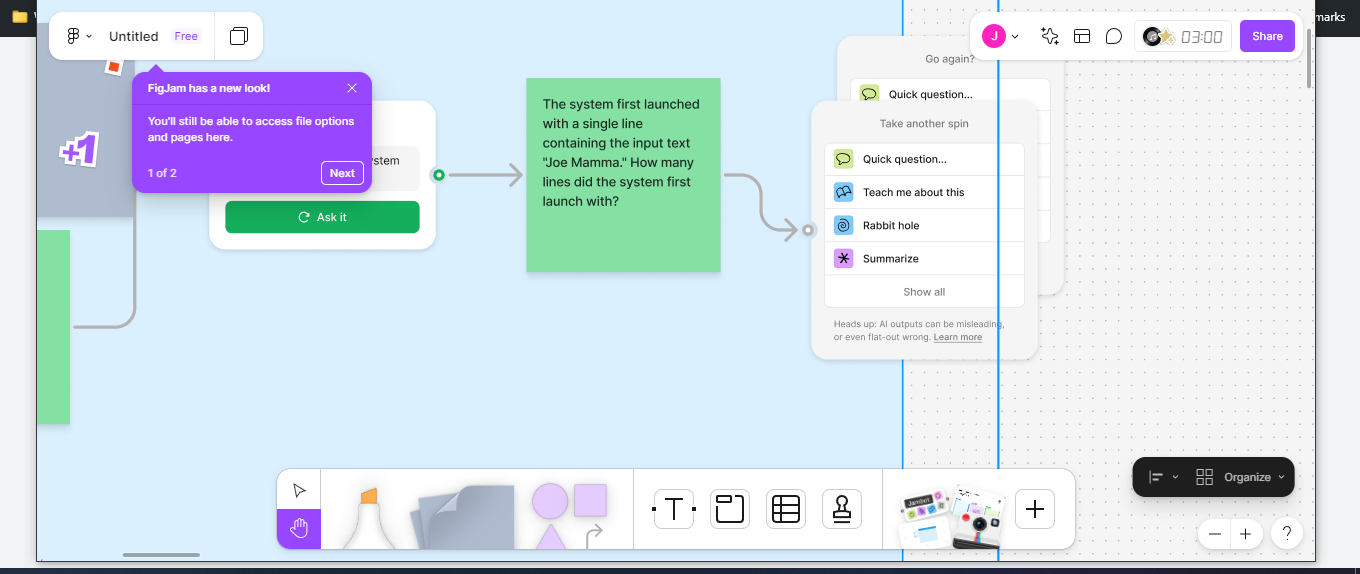 marks
Untitled
Free
J
03:00
Share
FigJam has a new look!
You'll still be able to access file options
and pages here.
1 of 2
Next
+1
Ask it
The system first launched
with a single line
containing the input text
"Joe Mamma." How many
lines did the system first
launch with?
Go again?
Quick question...
Take another spin
Quick question...
Teach me about this
Rabbit hole
Summarize
Show all
Heads up: AI outputs can be misleading,
or even flat-out wrong. Learn more
T
Jambot
Organize
?